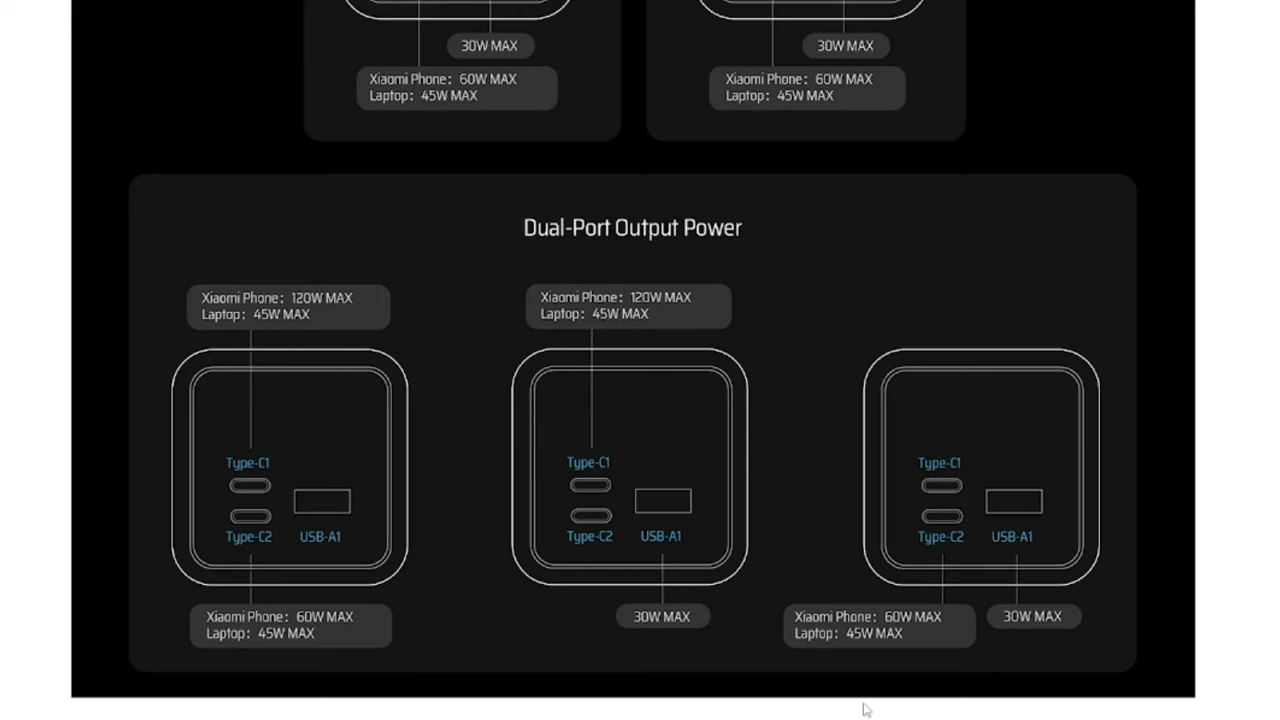 30W MAX
30W MAX
Xiaomi Phone: 60W MAX
Laptop: 45W MAX
Xiaomi Phone: 60W MAX
Laptop: 45W MAX
Dual-Port Output Power
Xiaomi Phone: 120W MAX
Laptop: 45W MAX
Xiaomi Phone: 120W MAX
Laptop: 45W MAX
Type-C1
Type-C2
USB-A1
Type-C1
Type-C2
USB-A1
Type-C1
Type-C2
USB-A1
Xiaomi Phone: 60W MAX
Laptop: 45W MAX
30W MAX
Xiaomi Phone: 60W MAX
Laptop: 45W MAX
30W MAX